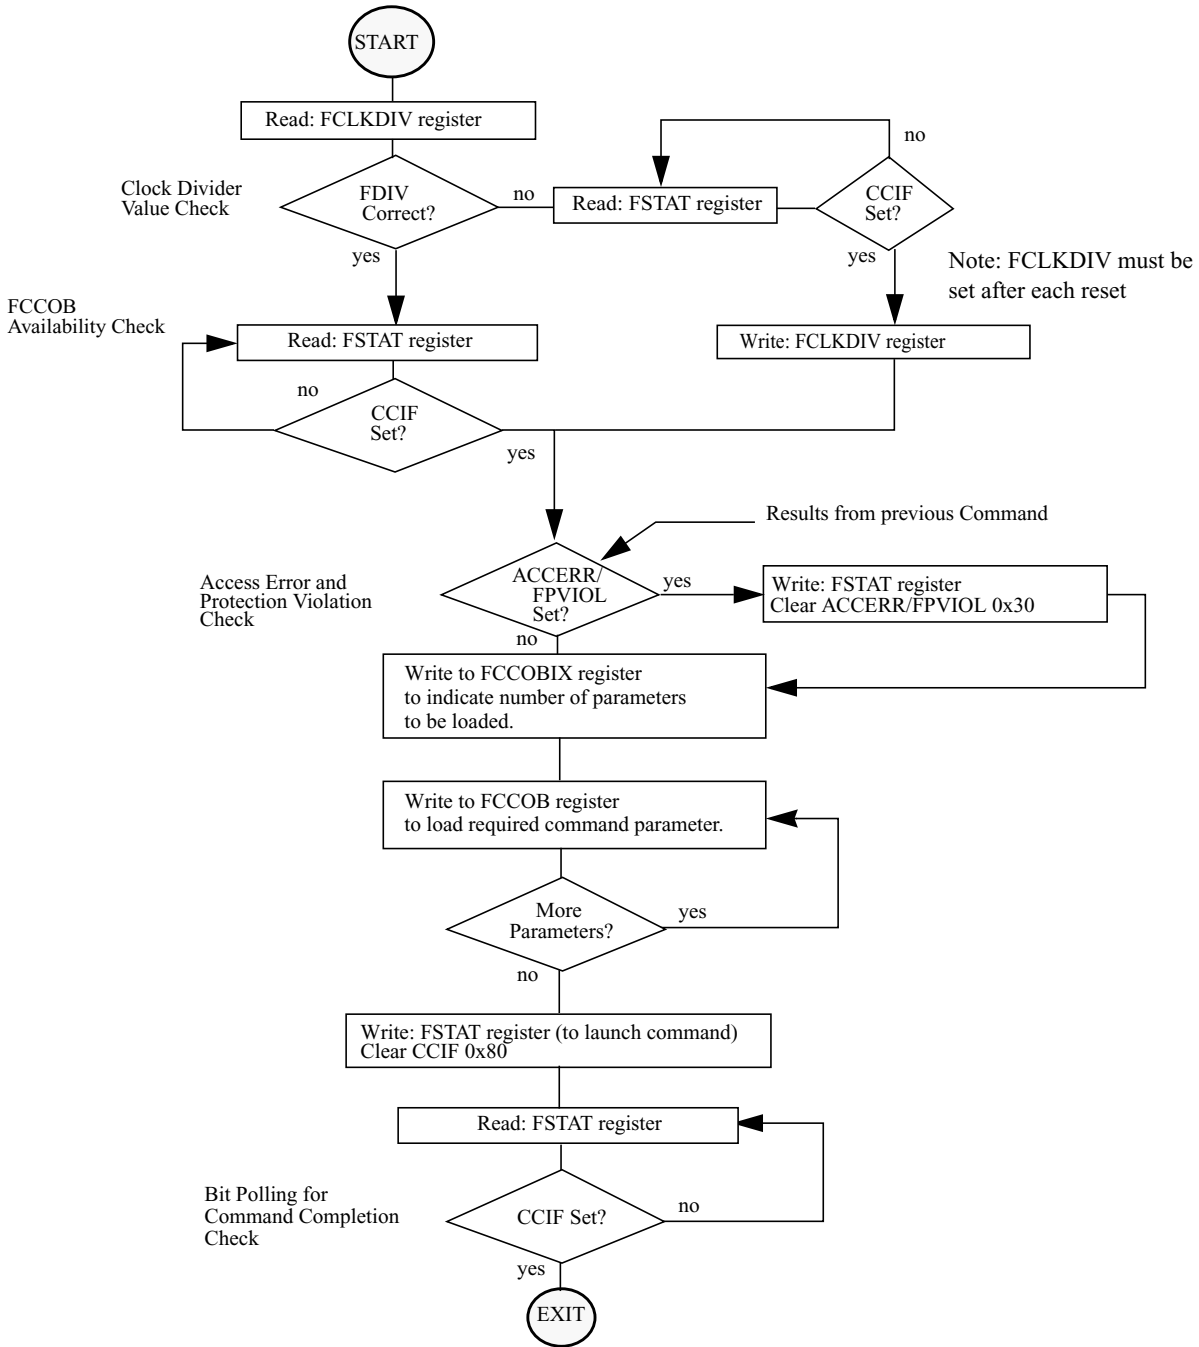 START
Read: FCLKDIV register
Clock Divider
Value Check
FDIV
Correct?
no
Read: FSTAT register
CCIF
Set?
no
yes
yes
Note: FCLKDIV must be
set after each reset
FCCOB
Availability Check
Read: FSTAT register
Write: FCLKDIV register
no
CCIF
Set?
yes
Results from previous Command
Access Error and
Protection Violation
Check
ACCERR/
FPVIOL
Set?
yes
Write: FSTAT register
Clear ACCERR/FPVIOL 0x30
no
Write to FCCOBIX register
to indicate number of parameters
to be loaded.
Write to FCCOB register
to load required command parameter.
More
Parameters?
yes
no
Write: FSTAT register (to launch command)
Clear CCIF 0x80
Read: FSTAT register
Bit Polling for
Command Completion
Check
CCIF Set?
no
yes
EXIT